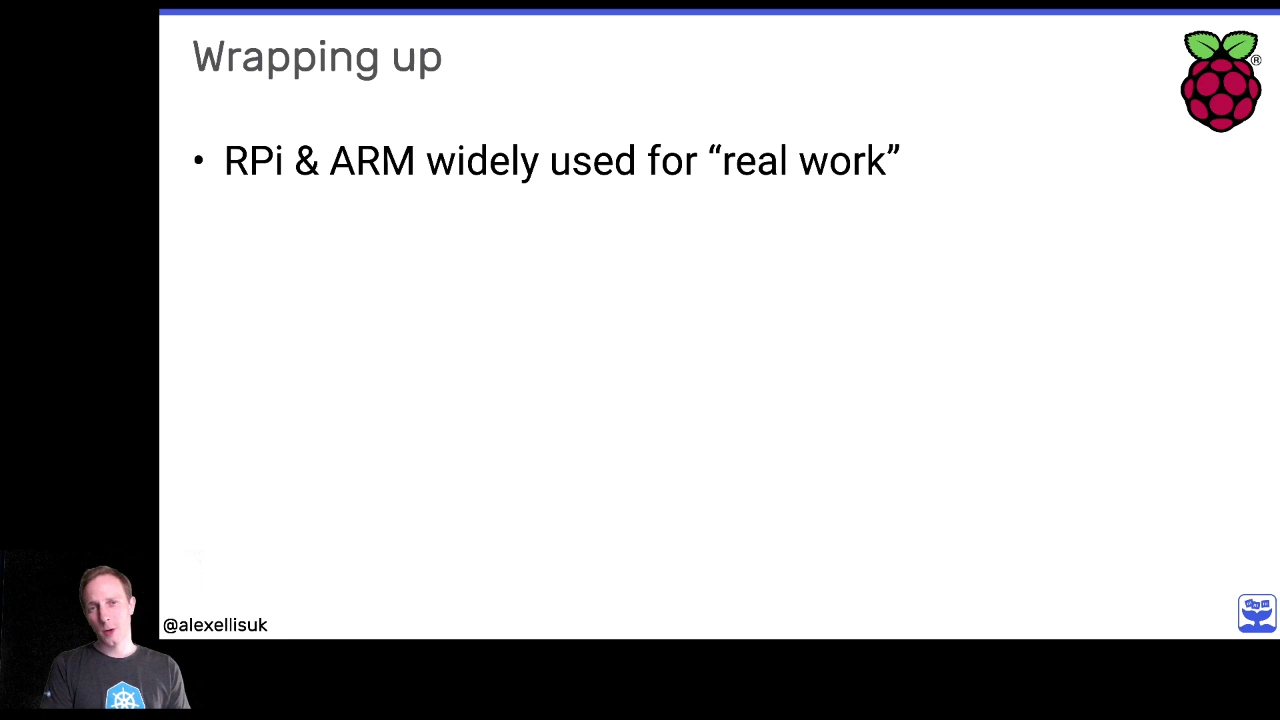 Wrapping up
®
• RPi & ARM widely used for “real work”
@alexellisuk